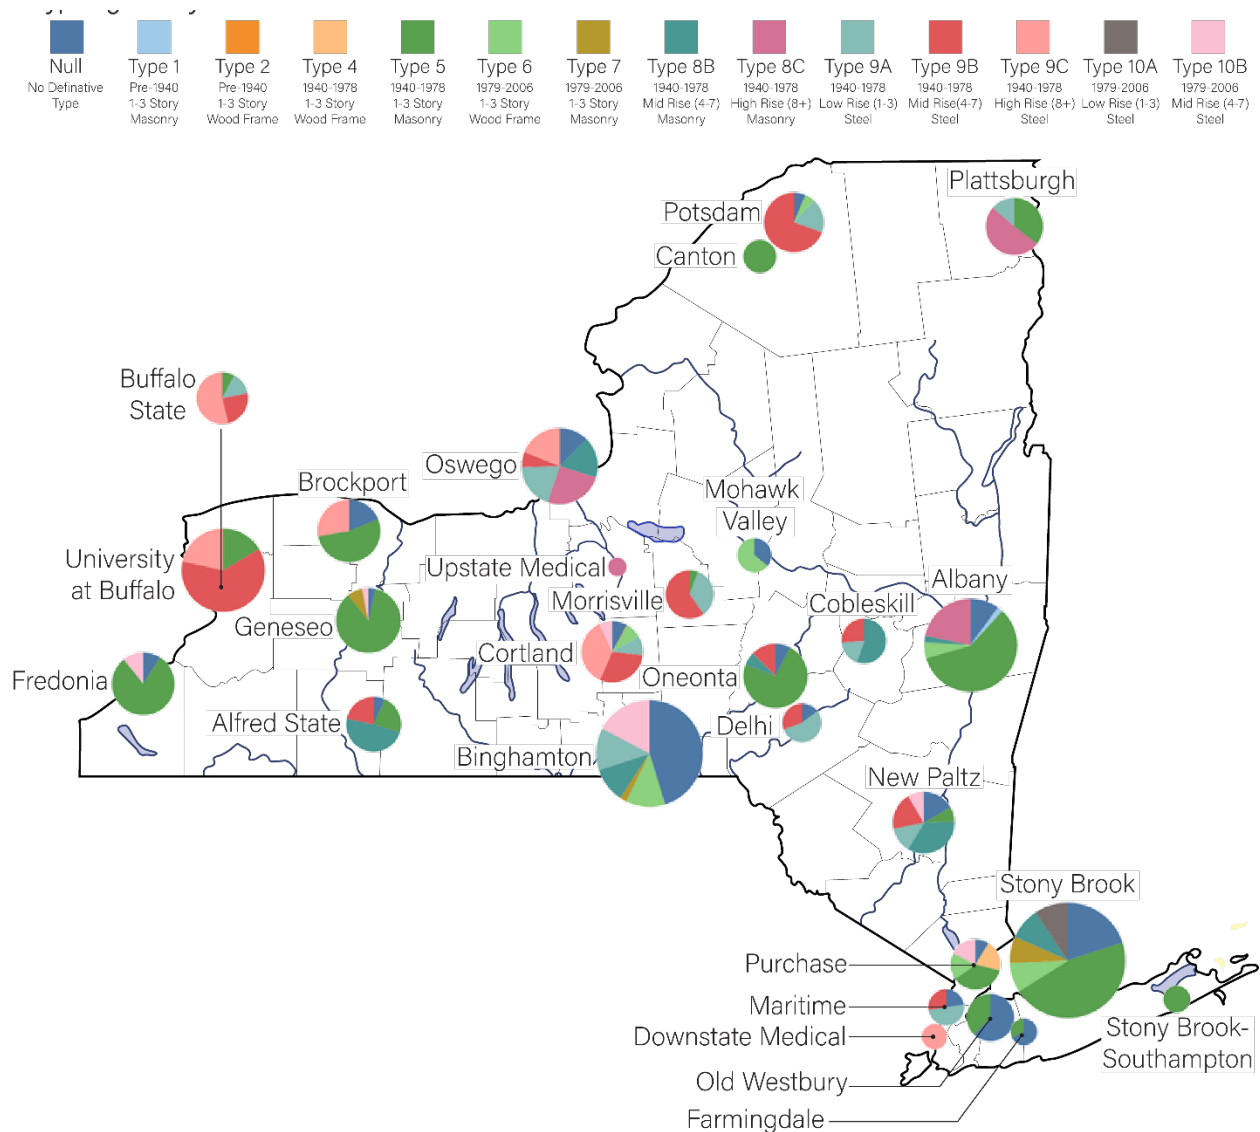 Null
No Definitive
Type
Type 1
Pre-1940
1-3 Story
Masonry
Type 2
Pre-1940
1-3 Story
Wood Frame
Type 4
1940-1978
1-3 Story
Wood Frame
Type 5
1940-1978
1-3 Story
Masonry
Type 6
1979-2006
1-3 Story
Wood Frame
Type 7
1979-2006
1-3 Story
Masonry
Type 8B
1940-1978
Mid Rise (4-7)
Masonry
Type 8C
1940-1978
High Rise (8+)
Masonry
Type 9A
1940-1978
Low Rise (1-3)
Steel
Type 9B
1940-1978
Mid Rise(4-7)
Steel
Type 9C
1940-1978
High Rise (8+)
Steel
Type 10A
1979-2006
Low Rise (1-3)
Steel
Type 10B
1979-2006
Mid Rise (4-7)
Steel
Plattsburgh
Potsdam
Canton
Buffalo
State
Oswego
Brockport
Mohawk
Valley
University
at Buffalo
Upstate Medical
Albany
Morrisville
Cobleskill
Geneseo
Cortland
Oneonta
Fredonia
Alfred State
Delhi
Binghamton
New Paltz
Stony Brook
Purchase
Maritime
Downstate Medical
Stony Brook-
Southampton
Old Westbury
Farmingdale